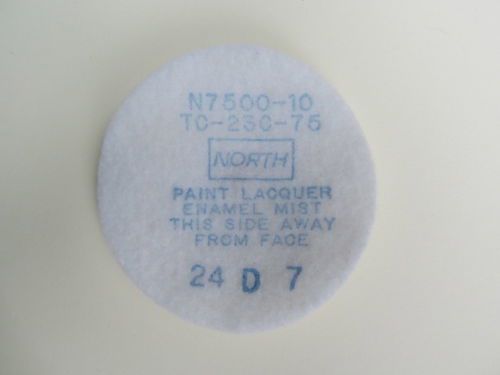 N7500-10
TC-23C-75
NORTH
PAINT LACQUER
ENAMEL MIST
THIS SIDE AWAY
FROM FACE
24 D 7